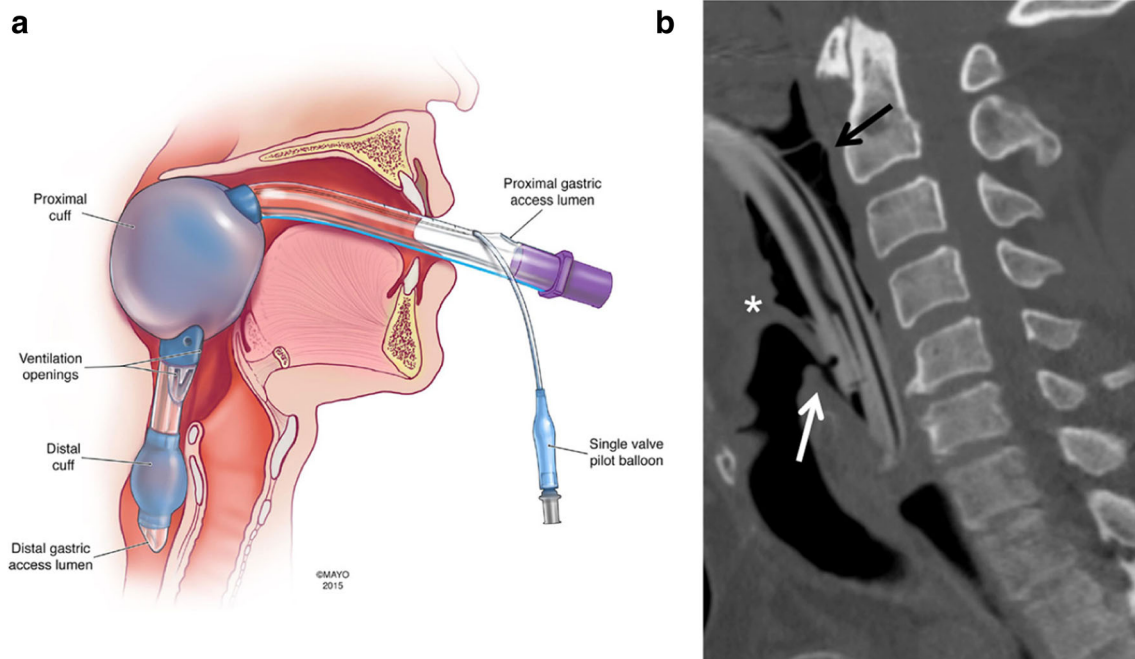 a
b
Proximal
cuff
Proximal gastric
access lumen
Ventilation
openings
Distal
cuff
Single valve
pilot balloon
Distal gastric
access lumen
©MAYO
2015
*